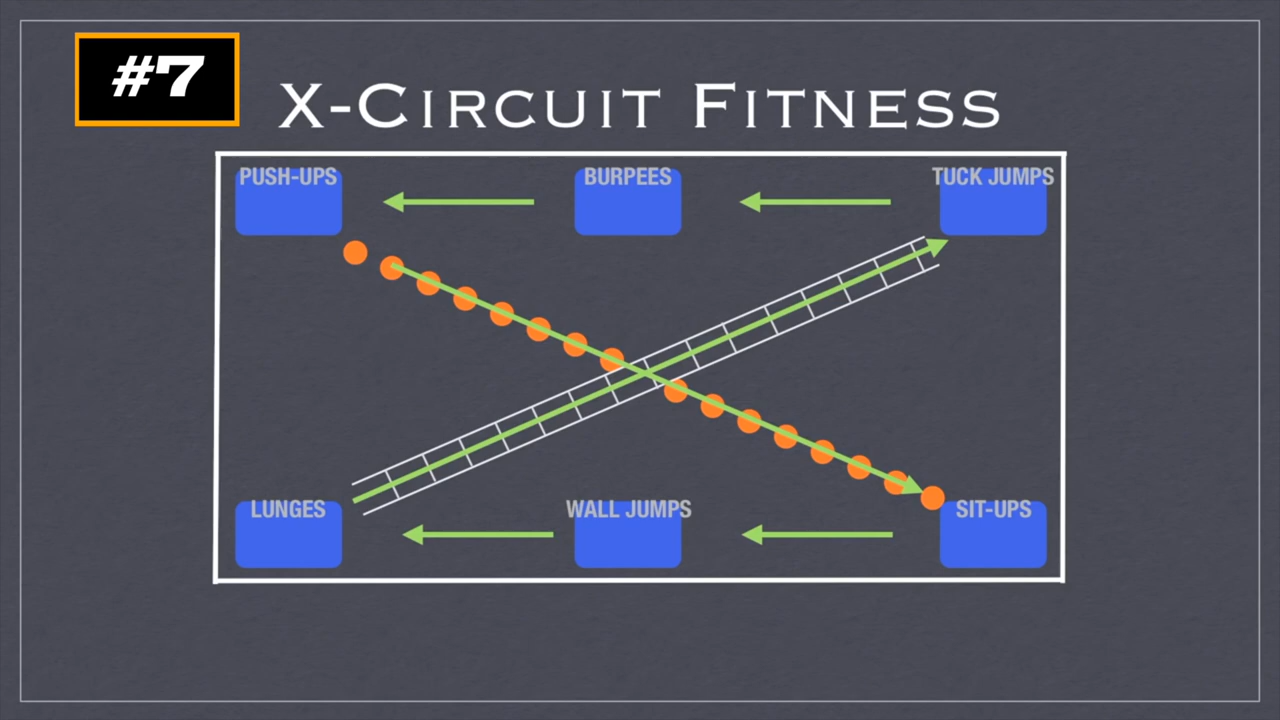 #7
X-CIRCUIT FITNESS
PUSH-UPS
BURPEES
TUCK JUMPS
LUNGES
WALL JUMPS
SIT-UPS